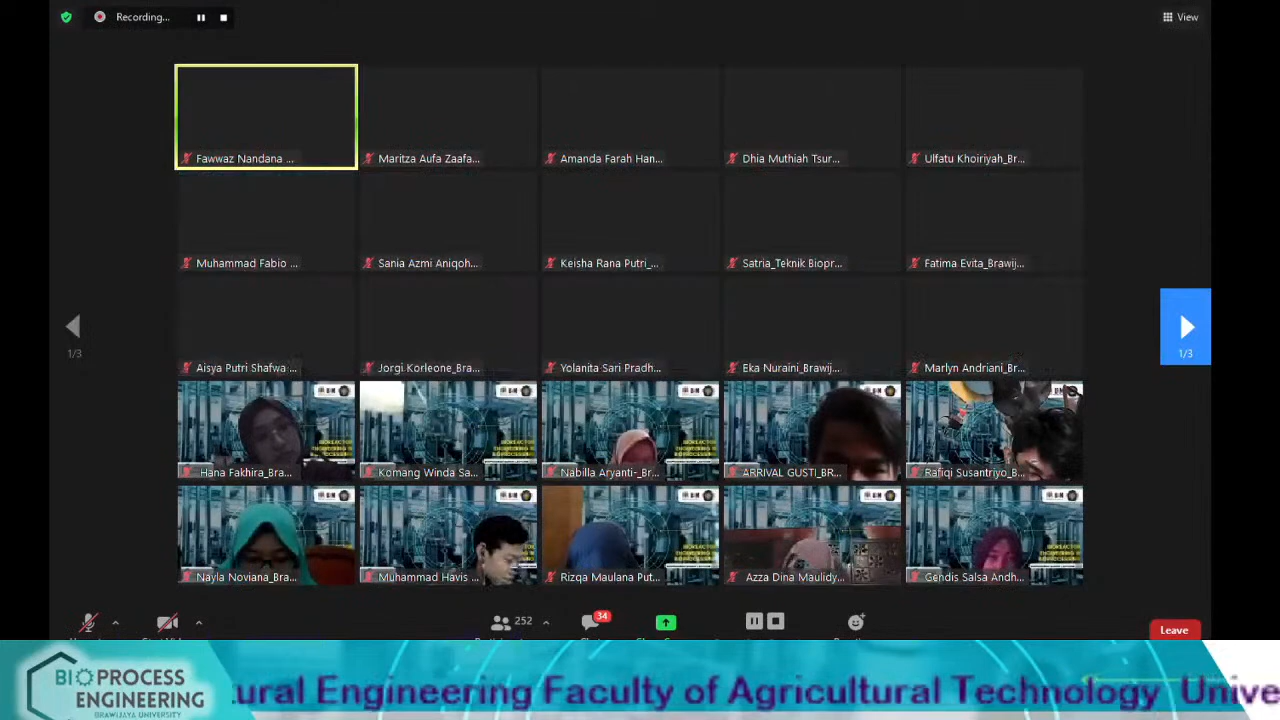 Recording...
View
Fawwaz Nandana ...
Maritza Aufa Zaafa...
Amanda Farah Han...
Dhia Muthiah Tsur...
Ulfatu Khoiriyah_Br...
Muhammad Fabio ...
Sania Azmi Aniqoh...
Keisha Rana Putri_...
Satria_Teknik Biopr...
Fatima Evita_Brawij...
1/3
1/3
Aisya Putri Shafwa ...
Jorgi Korleone_Bra...
Yolanita Sari Pradh...
Eka Nuraini_Brawij...
Marlyn Andriani_Br...
Hana Fakhira_Bra...
Komang Winda Sa...
Nabilla Aryanti-_Br...
ARRIVAL GUSTI_BR...
Rafiqi Susantriyo_B...
Nayla Noviana_Bra...
Muhammad Havis ...
Rizqa Maulana Put...
Azza Dina Maulidy...
Gendis Salsa Andh...
252
34
Leave
BIOPROCESS
ENGINEERING
BRAWIJAYA UNIVERSITY
ural Engineering Faculty of Agricultural Technology Unive